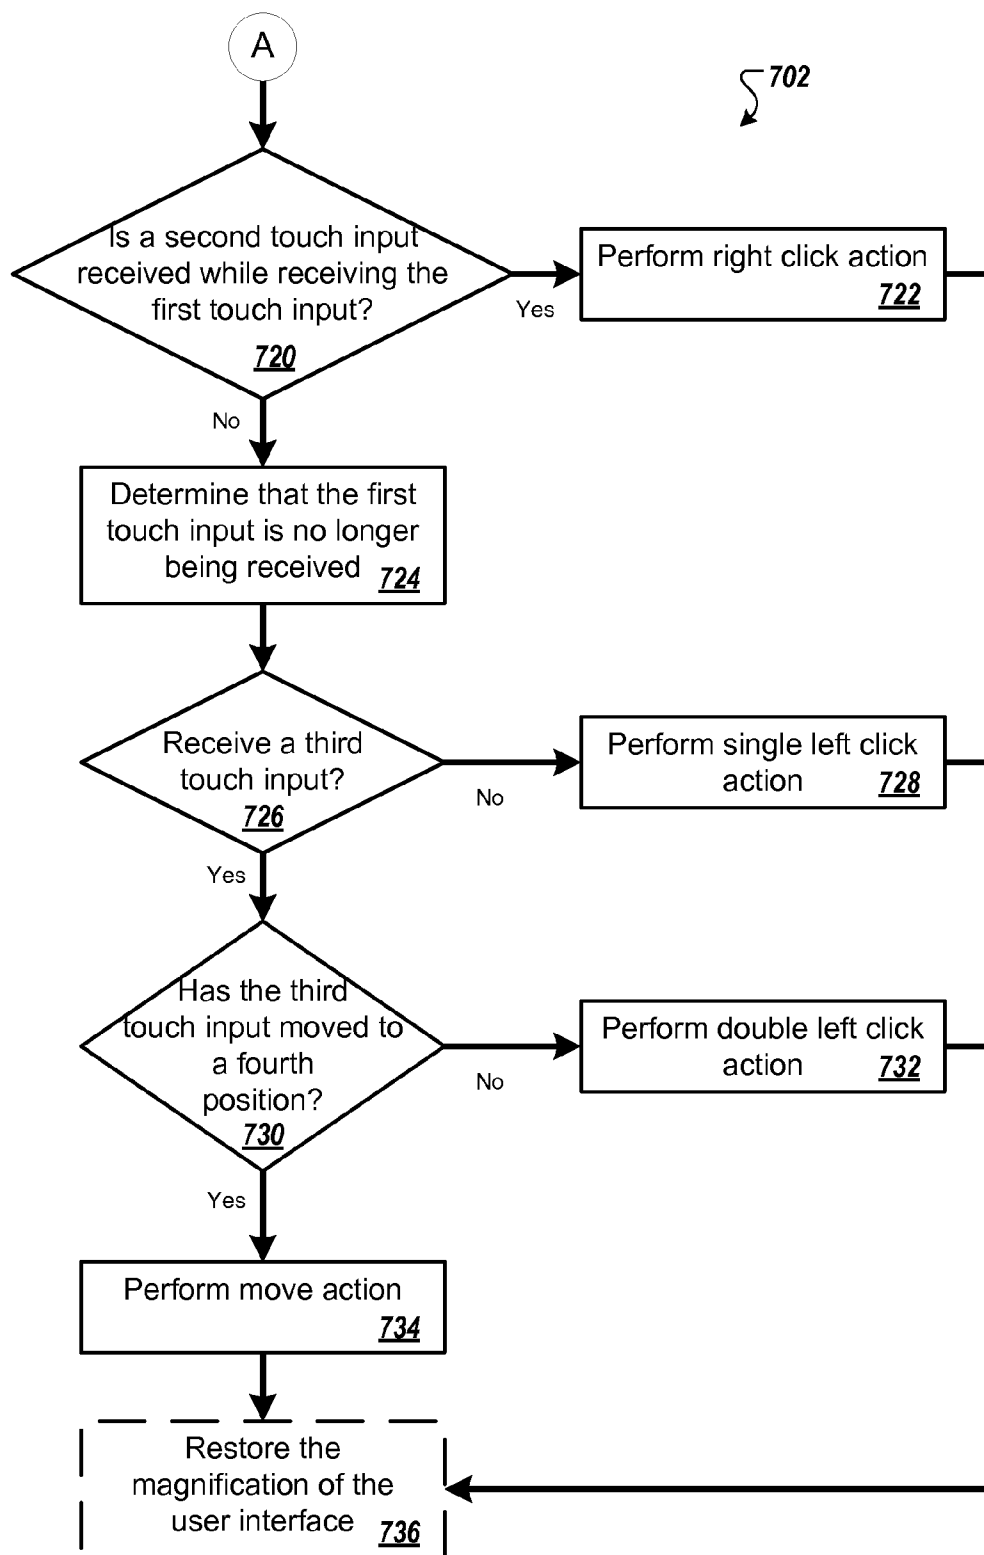 A
702
Is a second touch input
received while receiving the
first touch input?
720
Yes
Perform right click action
722
No
Determine that the first
touch input is no longer
being received 724
Receive a third
touch input?
726
No
Perform single left click
action 728
Yes
Has the third
touch input moved to
a fourth
position?
730
No
Perform double left click
action 732
Yes
Perform move action
734
Restore the
magnification of the
user interface 736